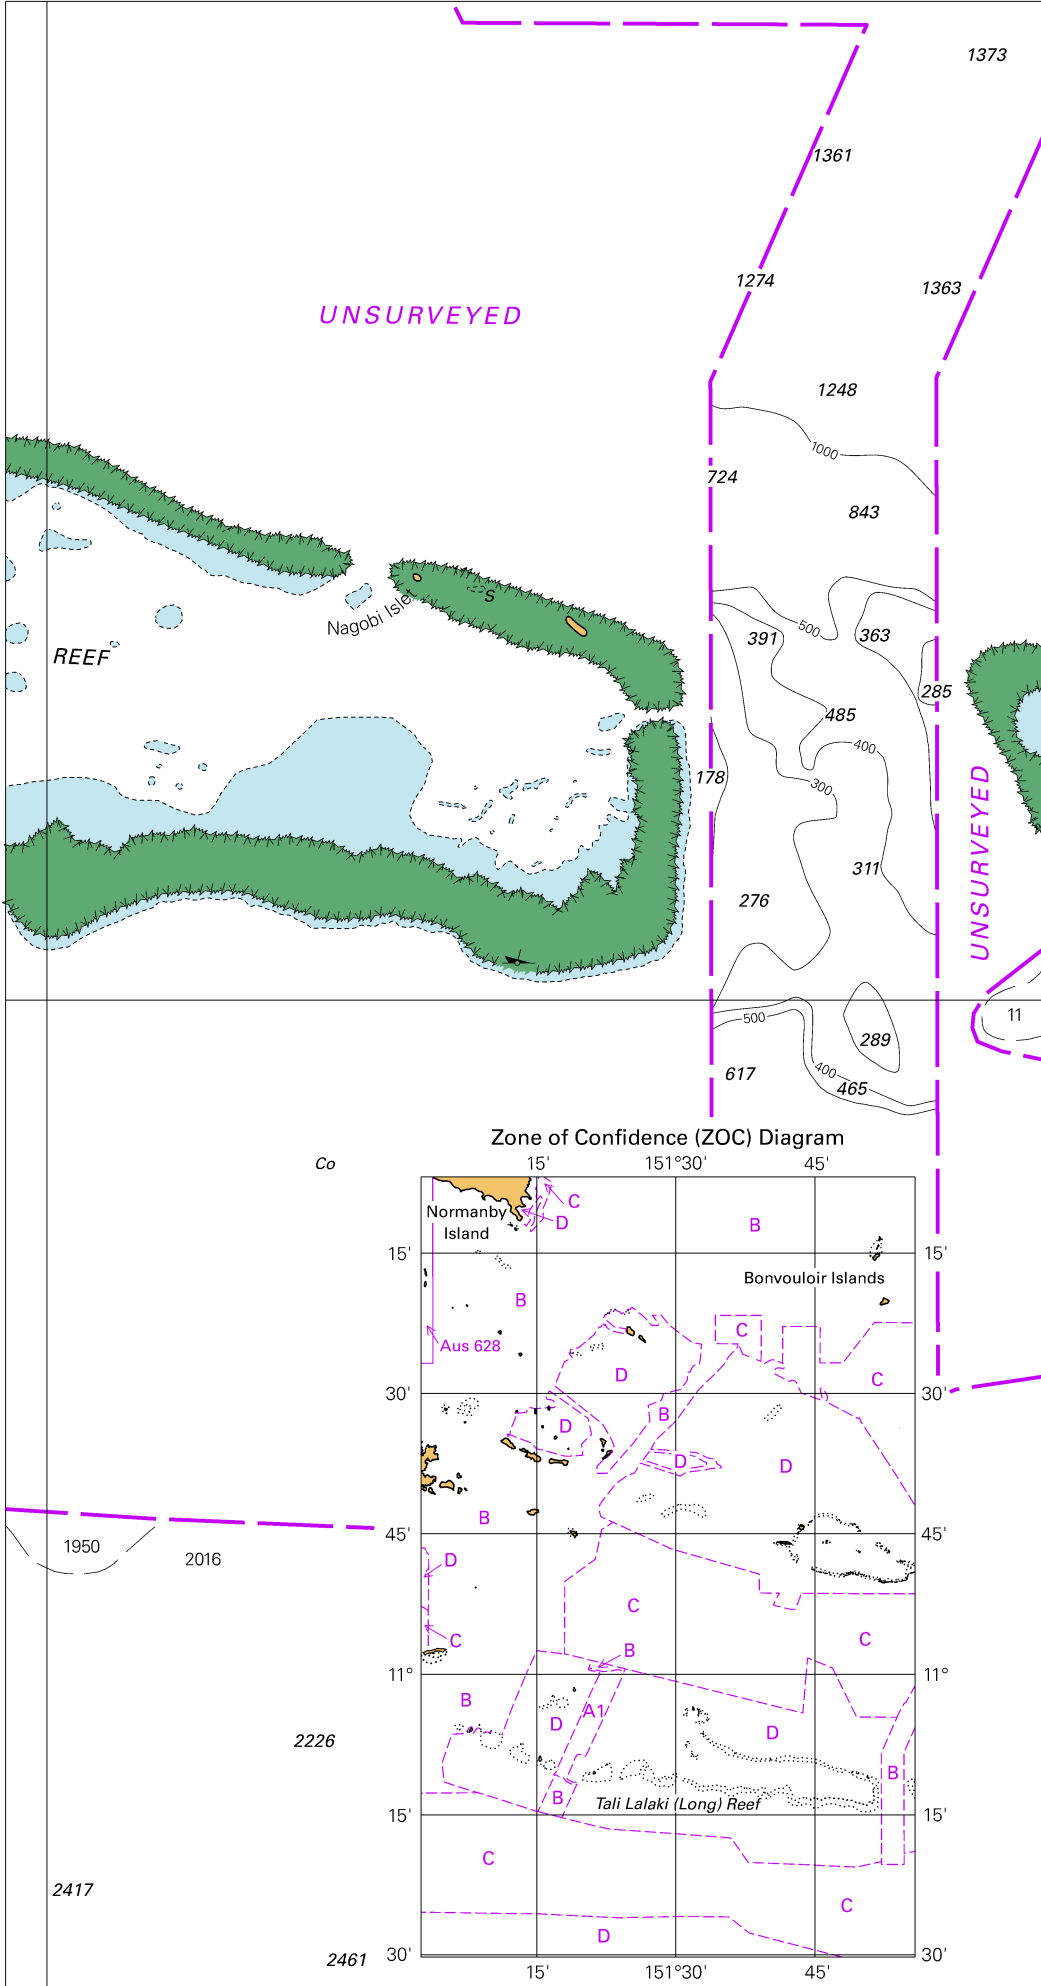 1373
1361
1274
1363
UNSURVEYED
1248
1000
724
843
S
Nagobi Islet
500
391
363
REEF
285
485
400
178
300
UNSURVEYED
311
276
11
500
289
617
400
465
Zone of Confidence (ZOC) Diagram
Co
15' 151°30' 45'
C
Normanby
Island
D
B
15' 15'
Bonvouloir Islands
B
C
Aus 628
D
C
30' 30'
B
D
D
D
B
45' 45'
1950
2016
D
C
C
C
B
11° 11°
B
A1
D
D
2226
B
B
Tali Lalaki (Long) Reef
15' 15'
C
2417
C
D
2461
30' 30'
15' 151°30' 45'